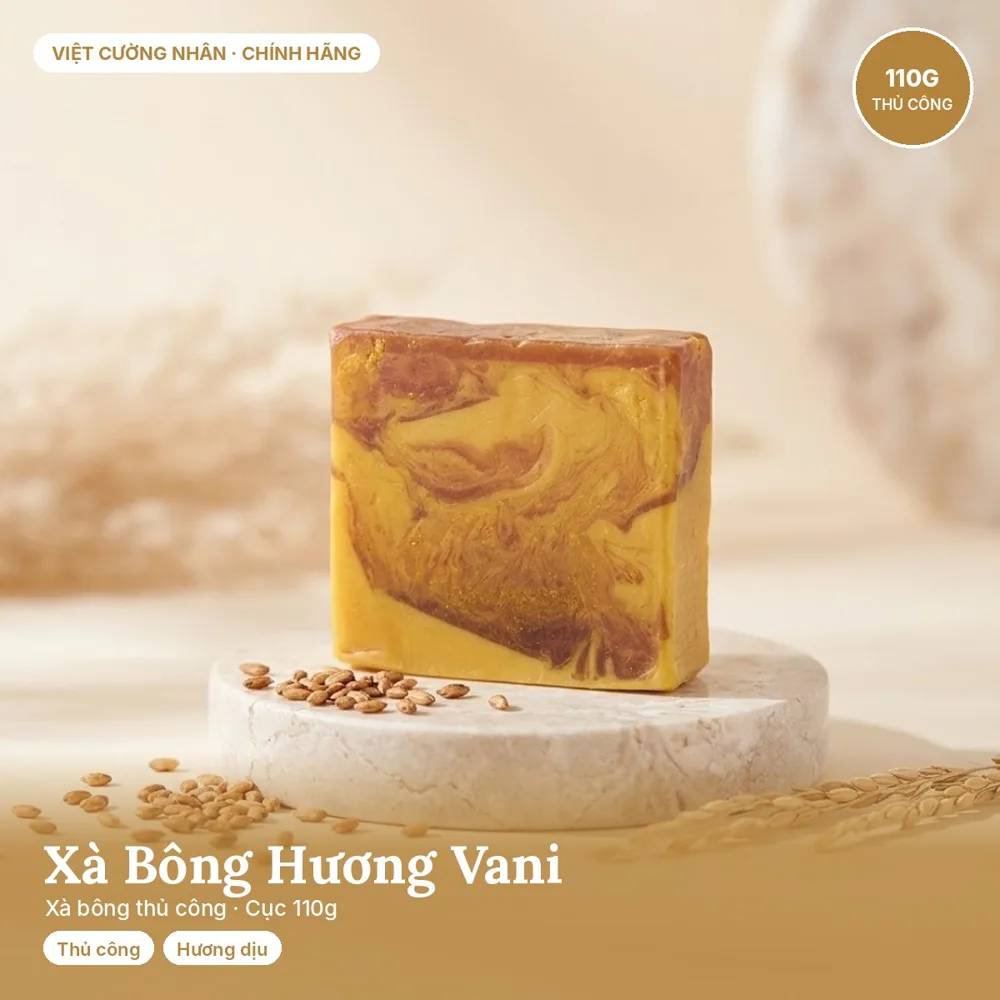 VIỆT CƯỜNG NHÂN · CHÍNH HÃNG
110G
THỦ CÔNG
Xà Bông Hương Vani
Xà bông thủ công · Cục 110g
Thủ công
Hương dịu